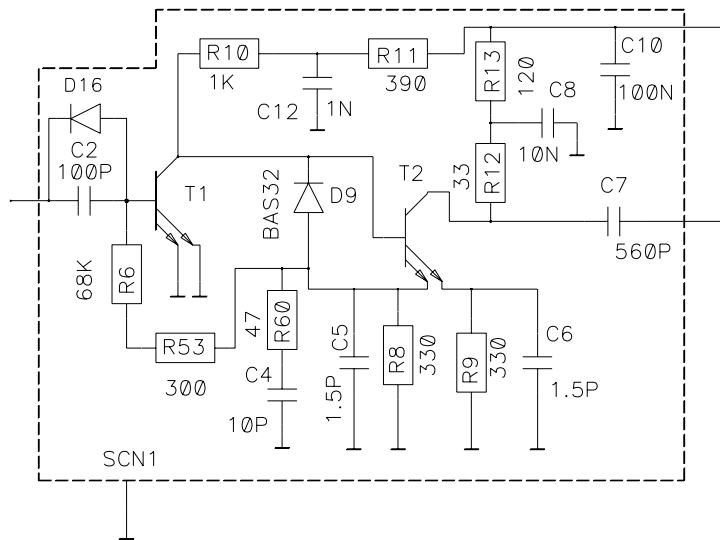 R10
1K
R11
390
C12
1N
R13
120
C10
100N
C8
10N
D16
C2
100P
T1
BAS32
D9
T2
33
R12
C7
560P
68K
R6
R53
300
47
R60
C4
10P
C5
1.5P
R8
330
R9
330
C6
1.5P
SCN1